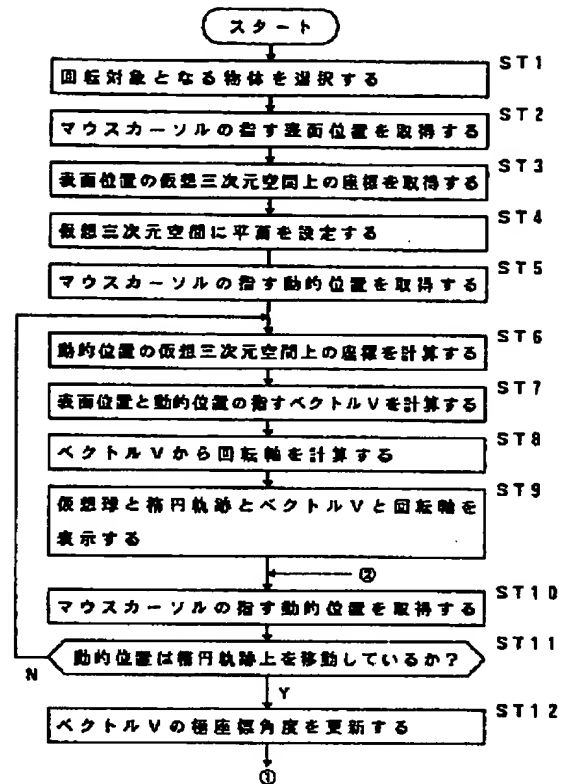 スタート
ST1
回転対象となる物体を選択する
ST2
マウスカーソルの指す表面位置を取得する
ST3
表面位置の仮想三次元空間上の座標を取得する
ST4
仮想三次元空間に平面を設定する
ST5
マウスカーソルの指す動的位置を取得する
ST6
動的位置の仮想三次元空間上の座標を計算する
ST7
表面位置と動的位置の指すベクトルVを計算する
ST8
ベクトルVから回転軸を計算する
ST9
仮想球と楕円軌跡とベクトルVと回転軸を
表示する
②
ST10
マウスカーソルの指す動的位置を取得する
ST11
動的位置は楕円軌跡上を移動しているか?
N
Y
ST12
ベクトルVの極座標角度を更新する
①